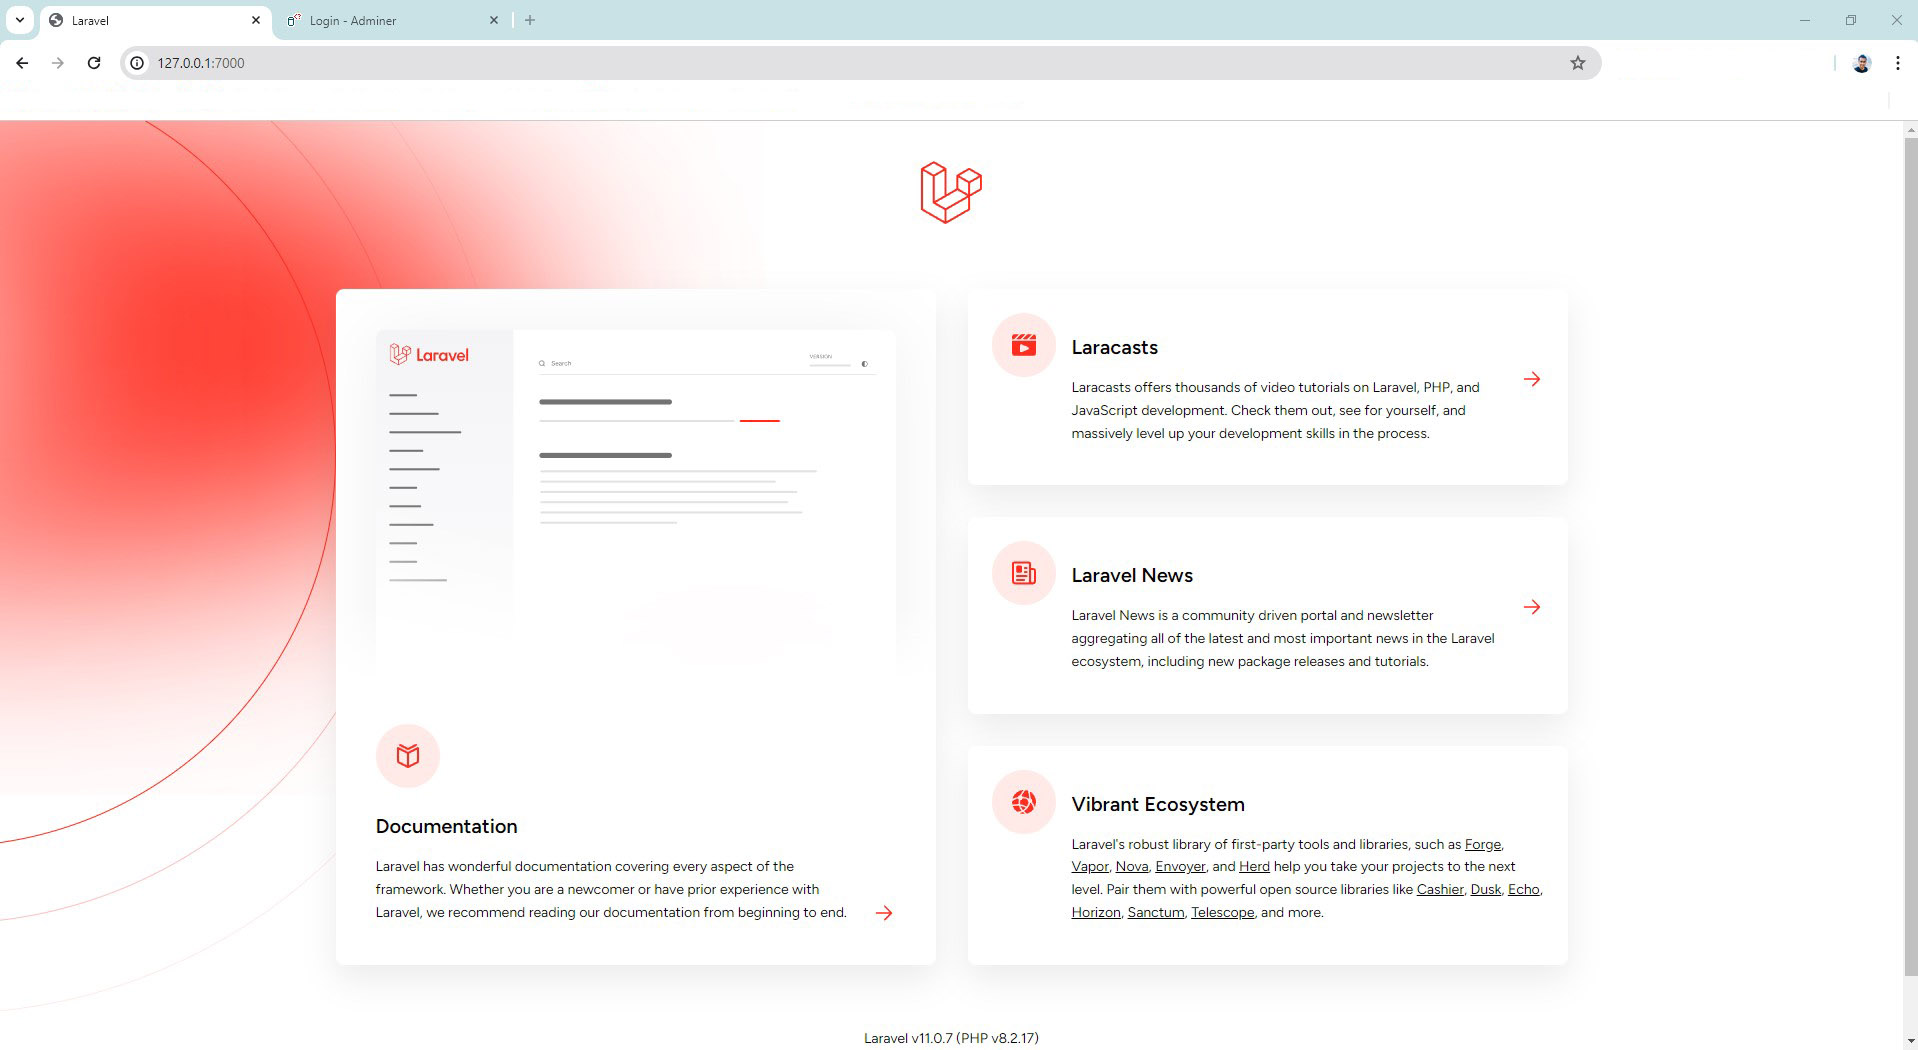 Laravel
Login - Adminer
127.0.0.1:7000
Laravel
Search
VERSION
Documentation
Laravel has wonderful documentation covering every aspect of the
framework. Whether you are a newcomer or have prior experience with
Laravel, we recommend reading our documentation from beginning to end.
Laracasts
Laracasts offers thousands of video tutorials on Laravel, PHP, and
JavaScript development. Check them out, see for yourself, and
massively level up your development skills in the process.
Laravel News
Laravel News is a community driven portal and newsletter
aggregating all of the latest and most important news in the Laravel
ecosystem, including new package releases and tutorials.
Vibrant Ecosystem
Laravel's robust library of first-party tools and libraries, such as Forge,
Vapor, Nova, Envoyer, and Herd help you take your projects to the next
level. Pair them with powerful open source libraries like Cashier, Dusk, Echo,
Horizon, Sanctum, Telescope, and more.
Laravel v11.0.7 (PHP v8.2.17)